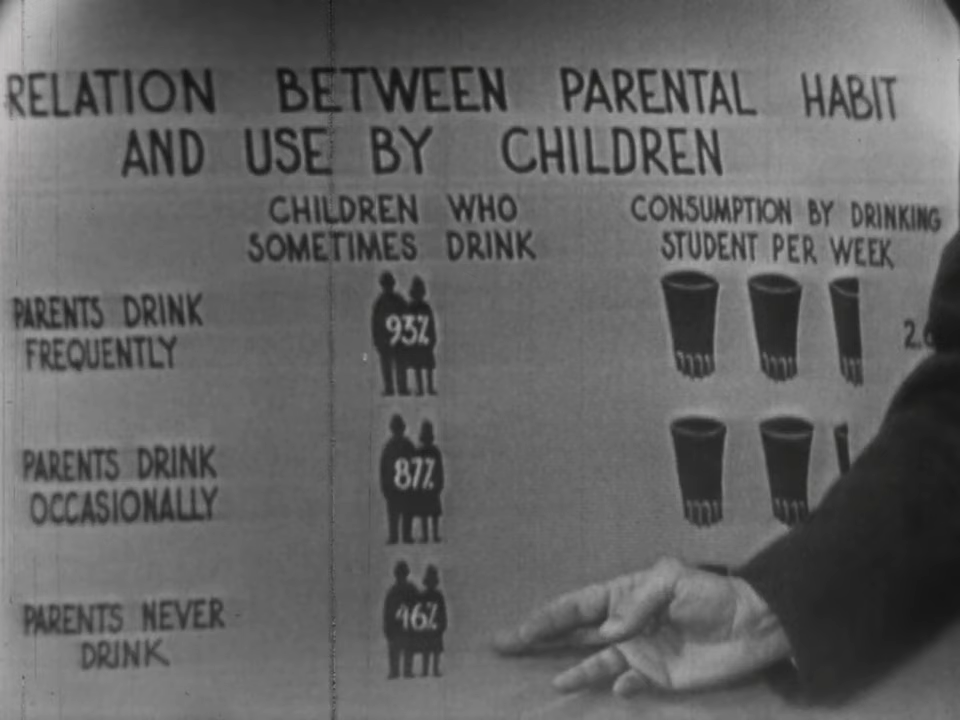 RELATION BETWEEN PARENTAL HABIT
AND USE BY CHILDREN
CHILDREN WHO
SOMETIMES DRINK
CONSUMPTION BY DRINKING
STUDENT PER WEEK
PARENTS DRINK
FREQUENTLY
93%
PARENTS DRINK
OCCASIONALLY
87%
PARENTS NEVER
DRINK
46%